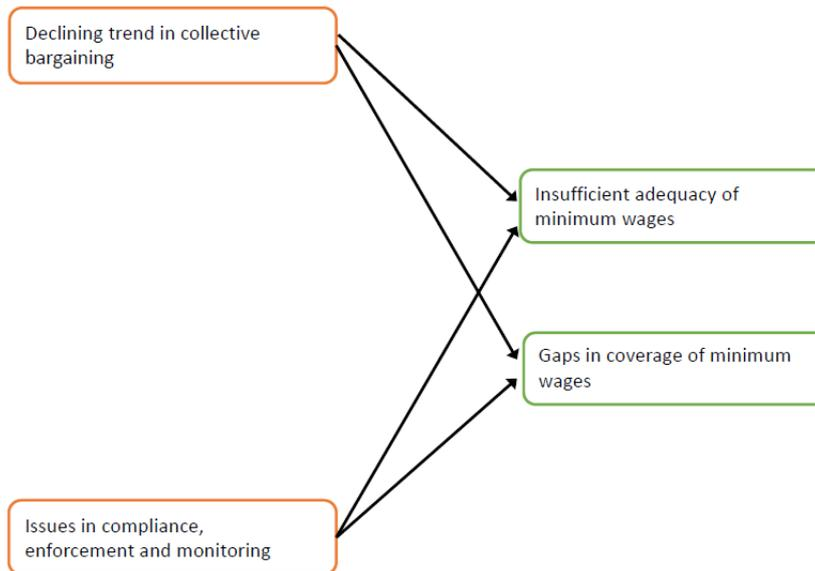 Declining trend in collective
bargaining
Insufficient adequacy of
minimum wages
Gaps in coverage of minimum
wages
Issues in compliance,
enforcement and monitoring